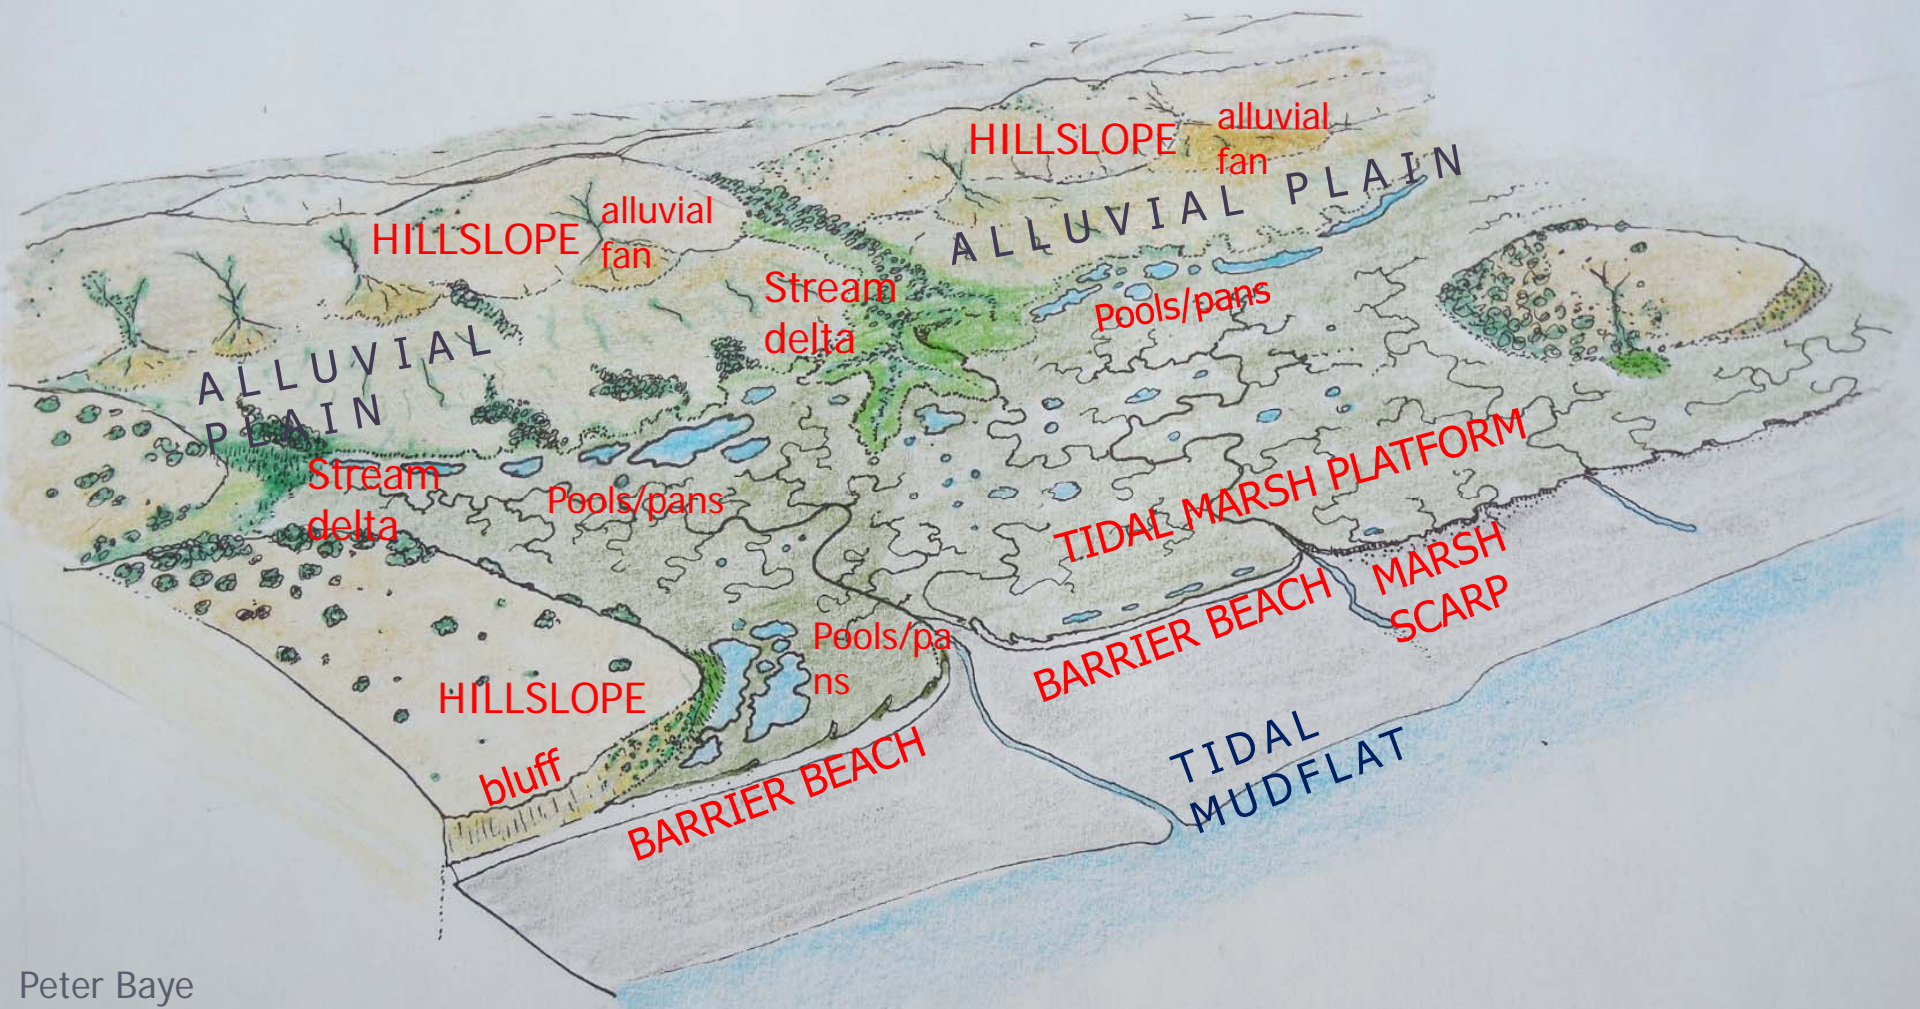 HILLSLOPE
alluvial
fan
ALLUVIAL PLAIN
HILLSLOPE
alluvial
fan
Stream
delta
Pools/pans
ALLUVIAL
PLAIN
Stream
delta
Pools/pans
TIDAL MARSH PLATFORM
MARSH
SCARP
BARRIER BEACH
Pools/pa
ns
HILLSLOPE
bluff
BARRIER BEACH
TIDAL
MUDFLAT
Peter Baye